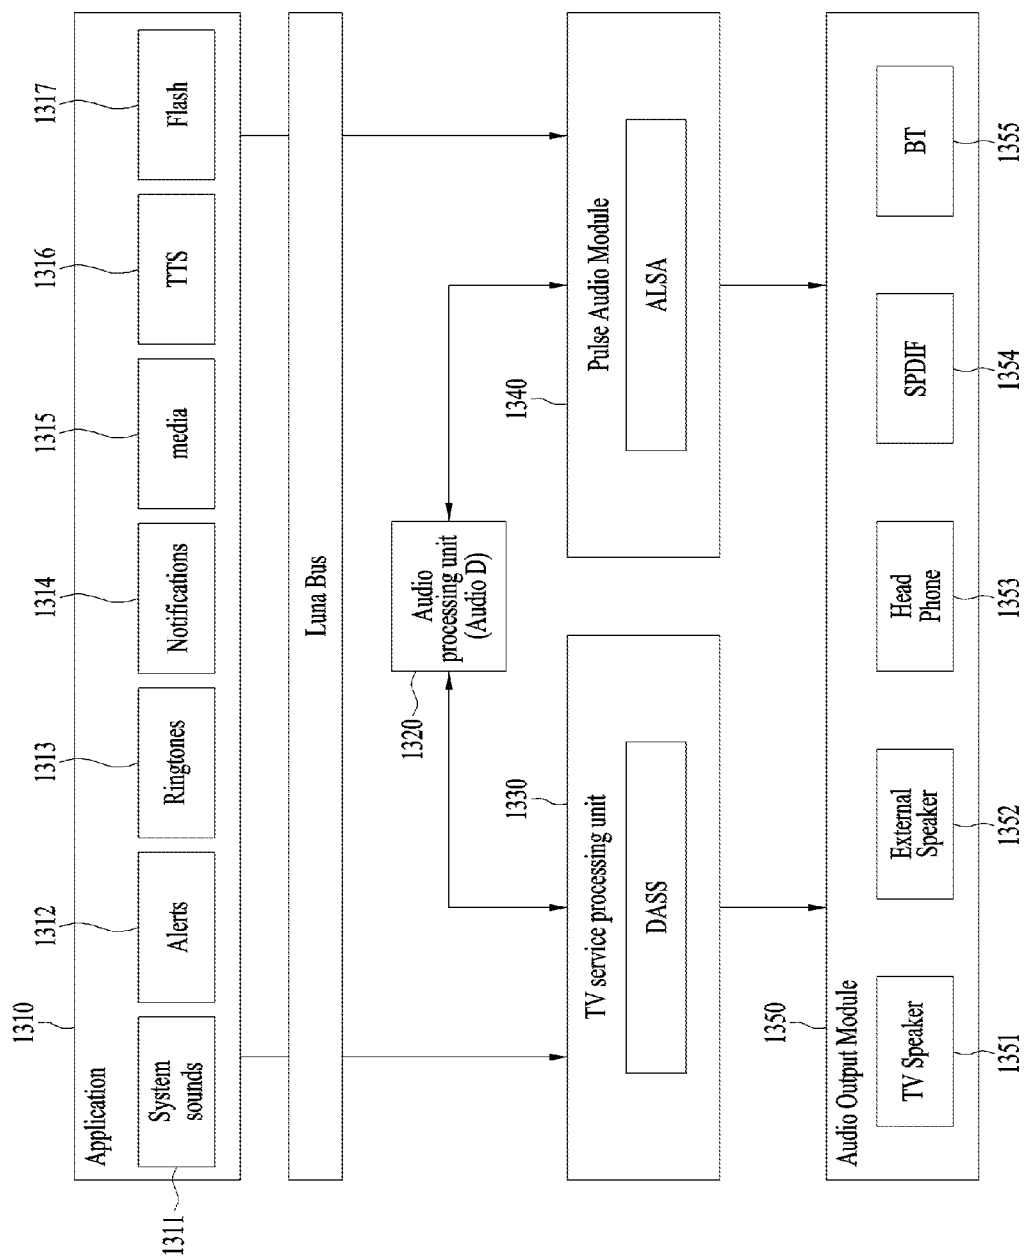 1310
Application
System
sounds
1311
Alerts
1312
Ringtones
1313
Notifications
1314
media
1315
TTS
1316
Flash
1317
Luna Bus
Audio
processing unit
(Audio D)
1320
TV service processing unit
1330
DASS
Pulse Audio Module
1340
ALSA
Audio Output Module
1350
TV Speaker
1351
External
Speaker
1352
Head
Phone
1353
SPDIF
1354
BT
1355